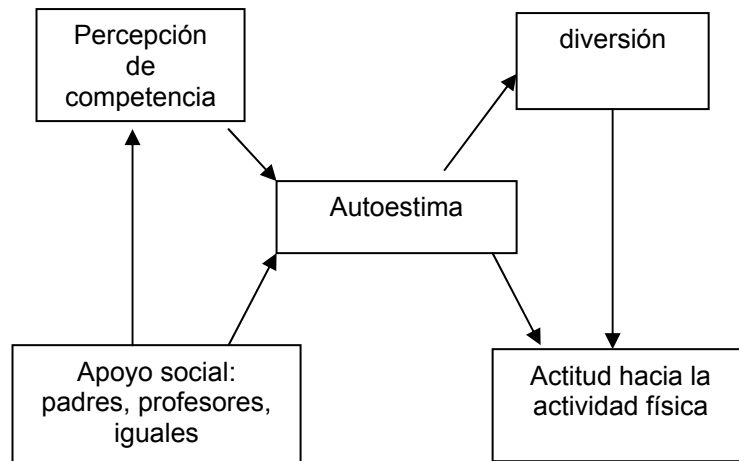 Percepción
de
competencia
diversión
Autoestima
Apoyo social:
padres, profesores,
iguales
Actitud hacia la
actividad física